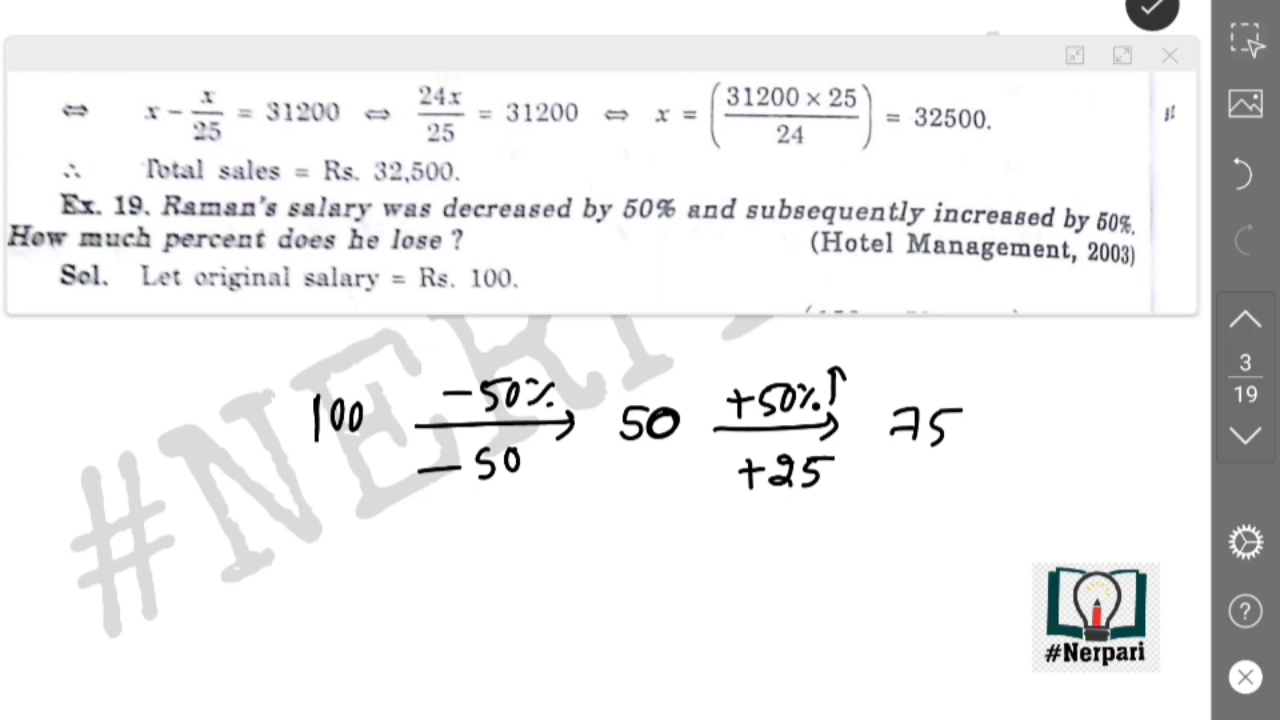 ⇔ x − x/25 = 31200 ⇔ 24x/25 = 31200 ⇔ x = (31200 × 25/24) = 32500.
∴ Total sales = Rs. 32,500.
Ex. 19. Raman's salary was decreased by 50% and subsequently increased by 50%.
How much percent does he lose ?
(Hotel Management, 2003)
Sol. Let original salary = Rs. 100.
100 −50% 50 +50%↑ 75
−50 +25
3
19
#Nerpari